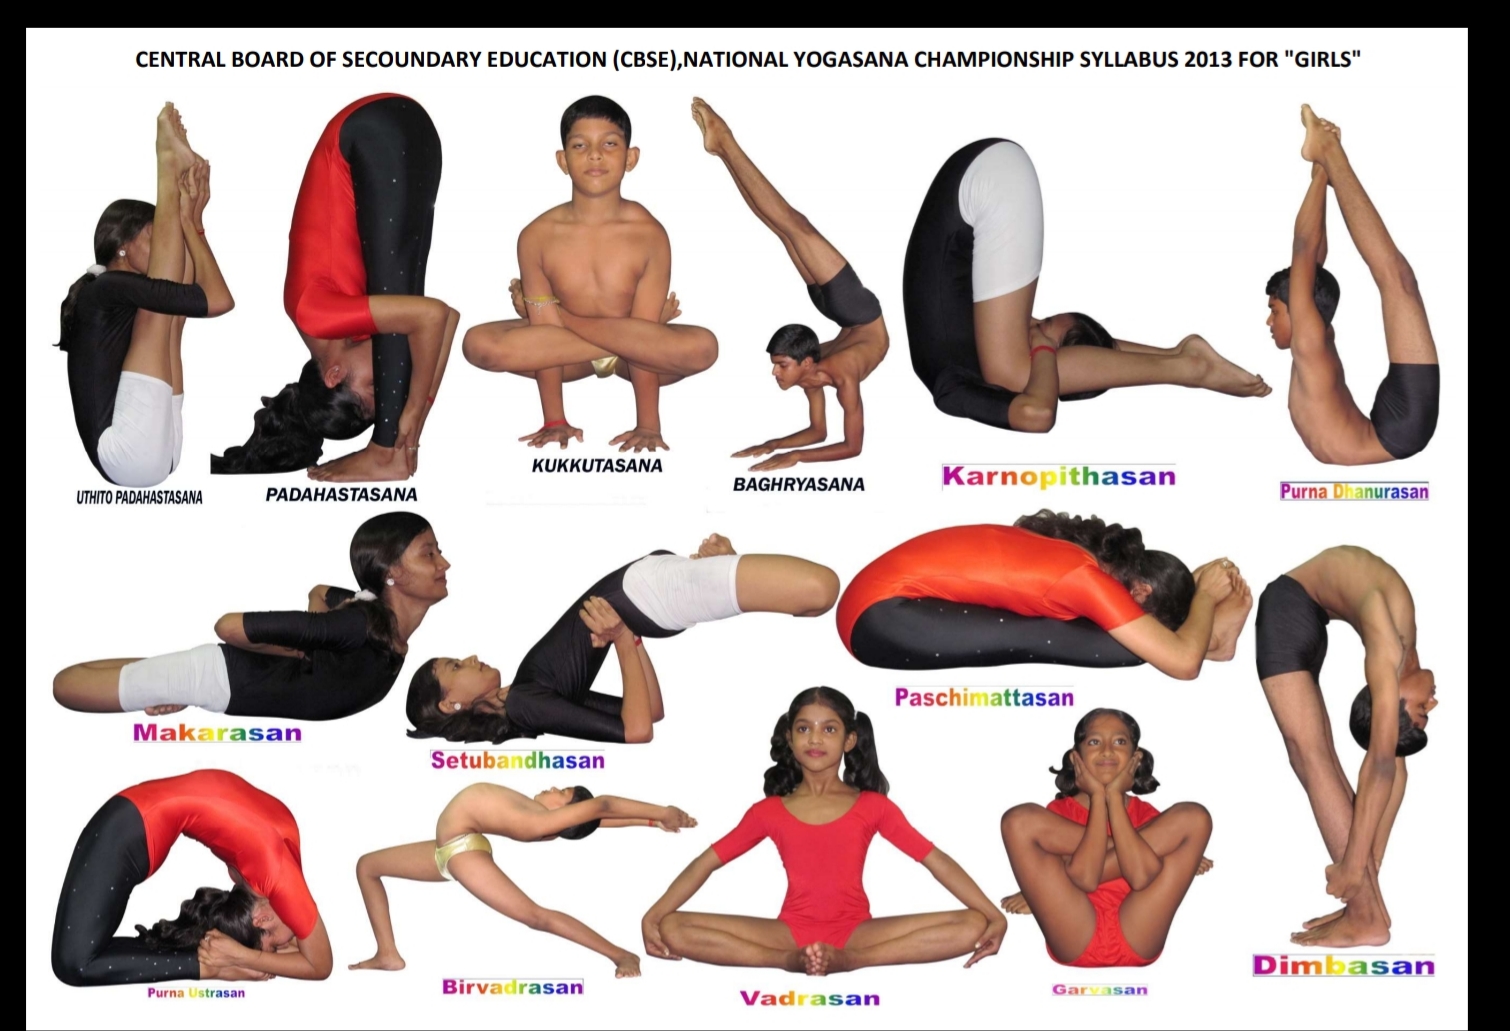 CENTRAL BOARD OF SECOUNDARY EDUCATION (CBSE),NATIONAL YOGASANA CHAMPIONSHIP SYLLABUS 2013 FOR "GIRLS"
UTHITO PADAHASTASANA
PADAHASTASANA
KUKKUTASANA
BAGHRYASANA
Karnopithasan
Purna Dhanurasan
Makarasan
Setubandhasan
Paschimattasan
Purna Ustrasan
Birvadrasan
Vadrasan
Garvasan
Dimbasan